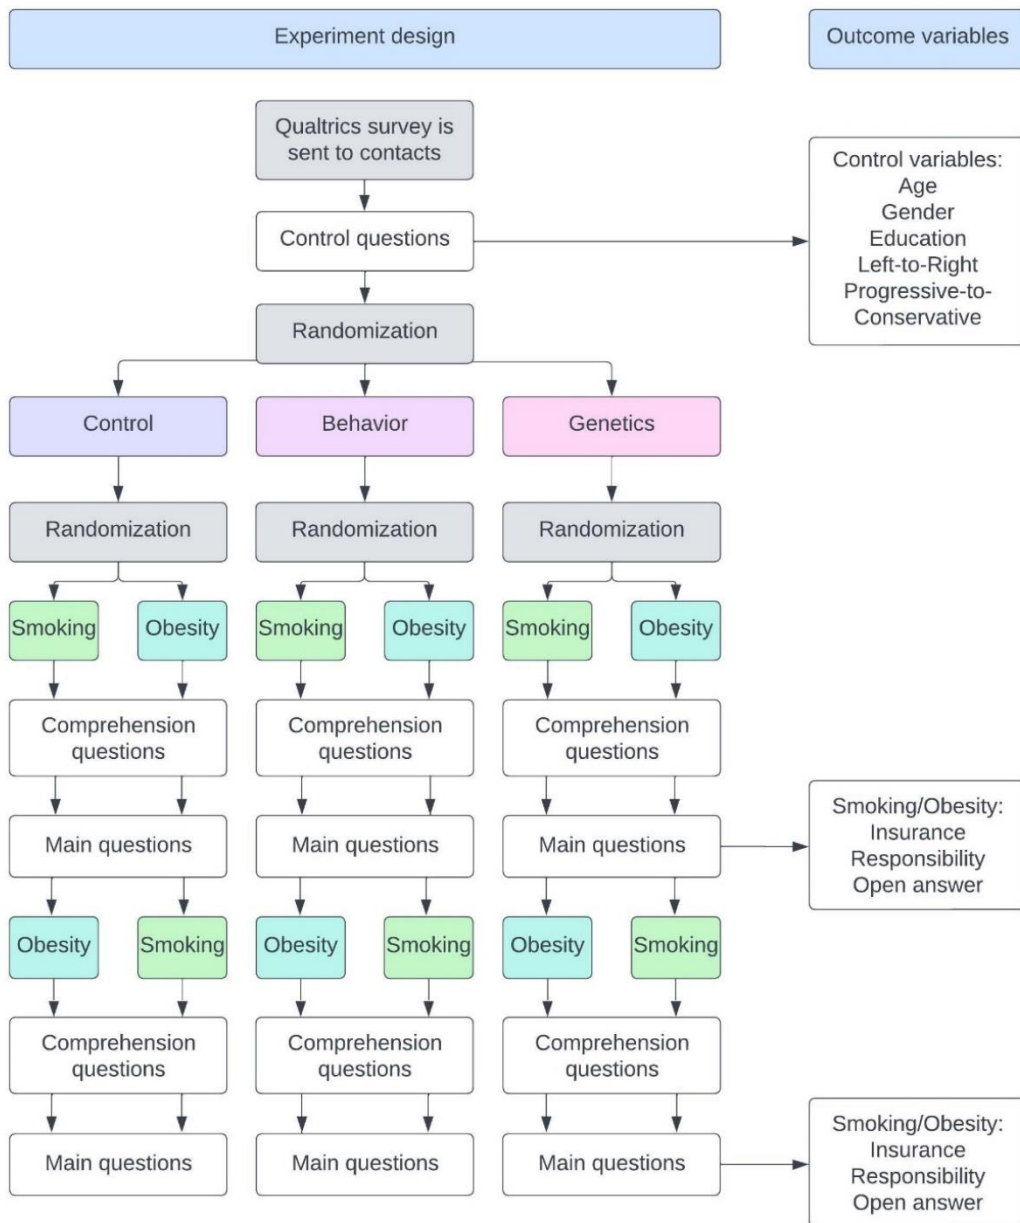 Experiment design
Outcome variables
Qualtrics survey is
sent to contacts
Control questions
Control variables:
Age
Gender
Education
Left-to-Right
Progressive-to-
Conservative
Randomization
Control
Behavior
Genetics
Randomization
Randomization
Randomization
Smoking
Obesity
Smoking
Obesity
Smoking
Obesity
Comprehension
questions
Comprehension
questions
Comprehension
questions
Main questions
Main questions
Main questions
Smoking/Obesity:
Insurance
Responsibility
Open answer
Obesity
Smoking
Obesity
Smoking
Obesity
Smoking
Comprehension
questions
Comprehension
questions
Comprehension
questions
Main questions
Main questions
Main questions
Smoking/Obesity:
Insurance
Responsibility
Open answer